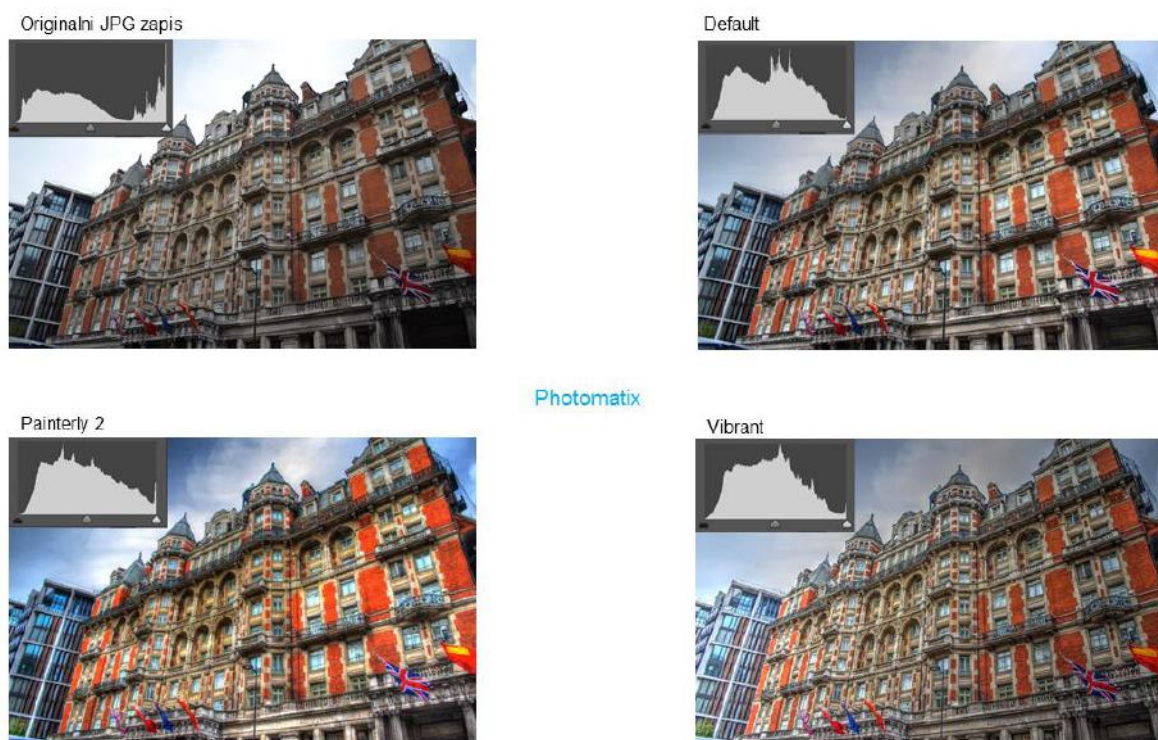 Originalni JPG zapis
Default
Photomatix
Painterly 2
Vibrant